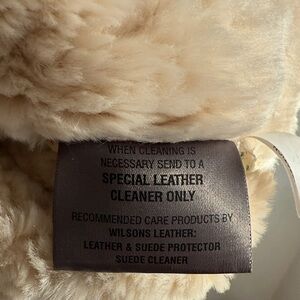 WHEN CLEANING IS
NECESSARY SEND TO A
SPECIAL LEATHER
CLEANER ONLY
RECOMMENDED CARE PRODUCTS BY
WILSONS LEATHER:
LEATHER & SUEDE PROTECTOR
SUEDE CLEANER